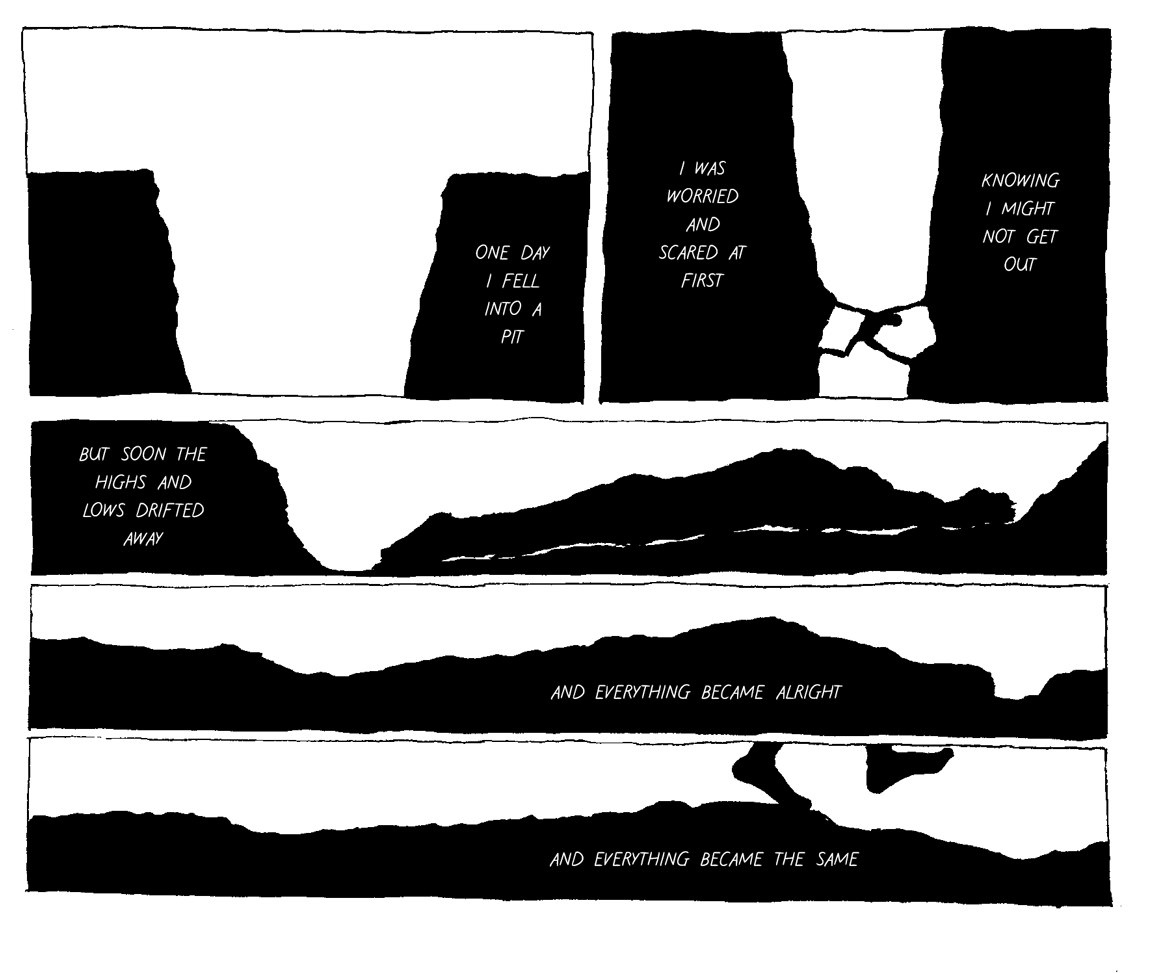 ONE DAY
I FELL
INTO A
PIT
I WAS
WORRIED
AND
SCARED AT
FIRST
KNOWING
I MIGHT
NOT GET
OUT
BUT SOON THE
HIGHS AND
LOWS DRIFTED
AWAY
AND EVERYTHING BECAME ALRIGHT
AND EVERYTHING BECAME THE SAME